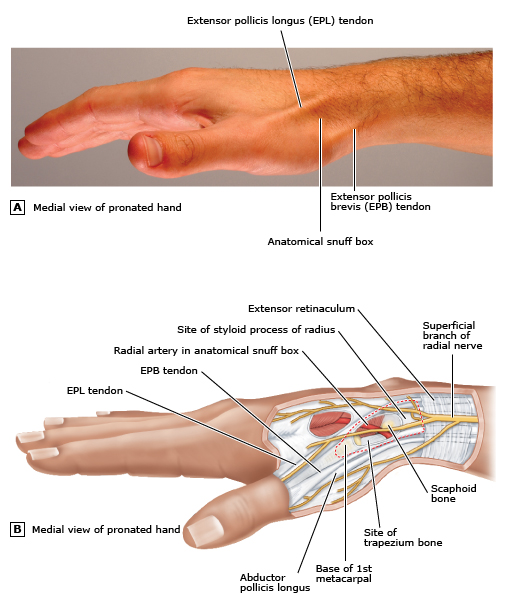 Extensor pollicis longus (EPL) tendon
Extensor pollicis
brevis (EPB) tendon
A Medial view of pronated hand
Anatomical snuff box
Extensor retinaculum
Site of styloid process of radius
Superficial
branch of
radial nerve
Radial artery in anatomical snuff box
EPB tendon
EPL tendon
Scaphoid
bone
B Medial view of pronated hand
Site of
trapezium bone
Base of 1st
metacarpal
Abductor
pollicis longus